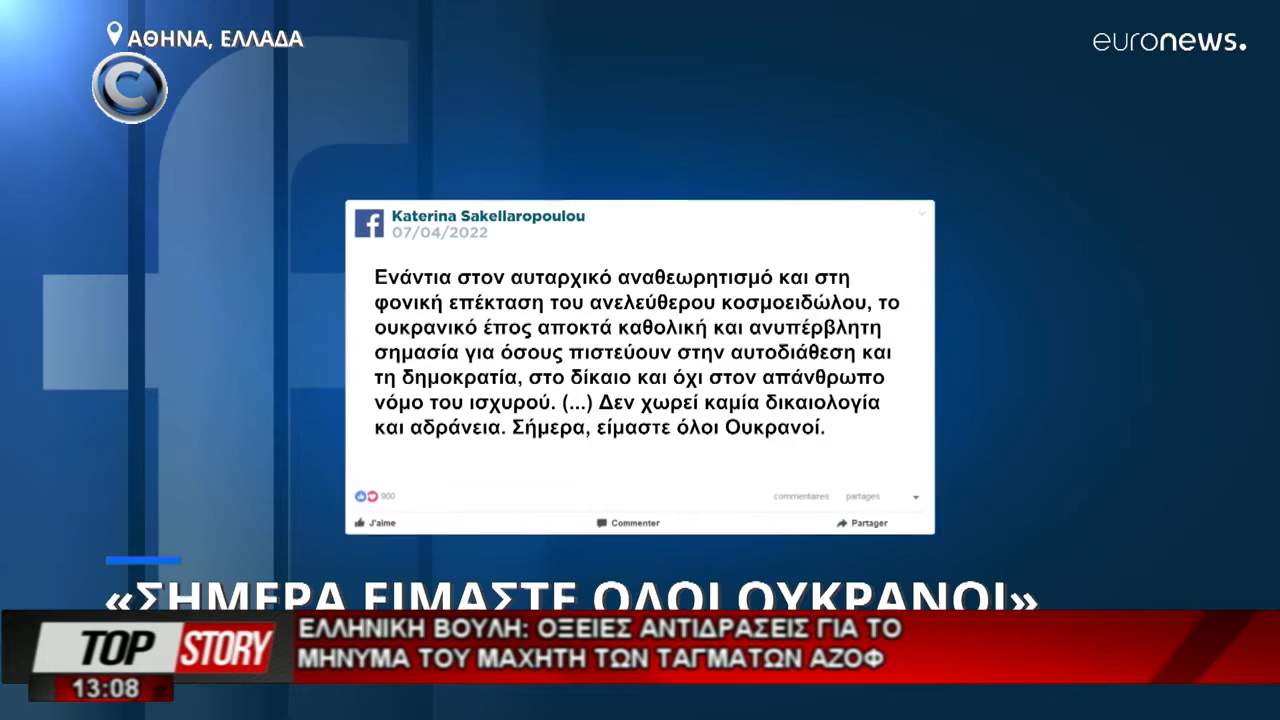 ΑΘΗΝΑ, ΕΛΛΑΔΑ
euronews.
C
Katerina Sakellaropoulou
07/04/2022
Ενάντια στον αυταρχικό αναθεωρητισμό και στη
φονική επέκταση του ανελεύθερου κοσμοειδώλου, το
ουκρανικό έπος αποκτά καθολική και ανυπέρβλητη
σημασία για όσους πιστεύουν στην αυτοδιάθεση και
τη δημοκρατία, στο δίκαιο και όχι στον απάνθρωπο
νόμο του ισχυρού. (...) Δεν χωρεί καμία δικαιολογία
και αδράνεια. Σήμερα, είμαστε όλοι Ουκρανοί.
900 commentaires partages
J'aime Commenter Partager
«ΣΗΜΕΡΑ ΕΙΜΑΣΤΕ ΟΛΟΙ ΟΥΚΡΑΝΟΙ»
TOP STORY
ΕΛΛΗΝΙΚΗ ΒΟΥΛΗ: ΟΞΕΙΕΣ ΑΝΤΙΔΡΑΣΕΙΣ ΓΙΑ ΤΟ
ΜΗΝΥΜΑ ΤΟΥ ΜΑΧΗΤΗ ΤΩΝ ΤΑΓΜΑΤΩΝ ΑΖΟΦ
13:08